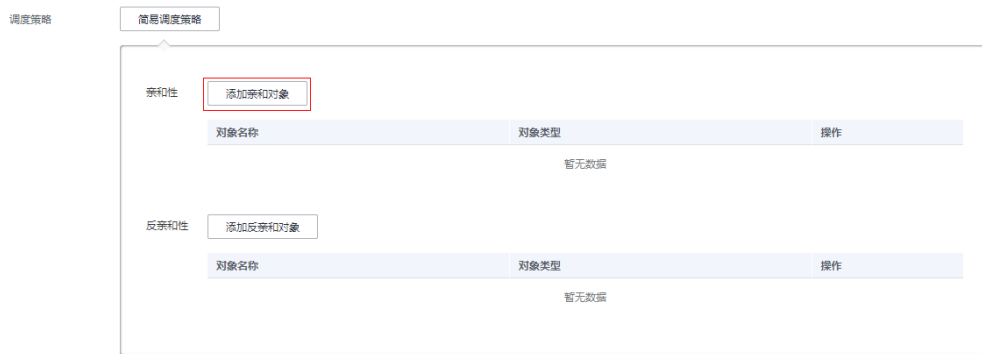 调度策略 简易调度策略
亲和性 添加亲和对象
对象名称 对象类型 操作
暂无数据
反亲和性 添加反亲和对象
对象名称 对象类型 操作
暂无数据